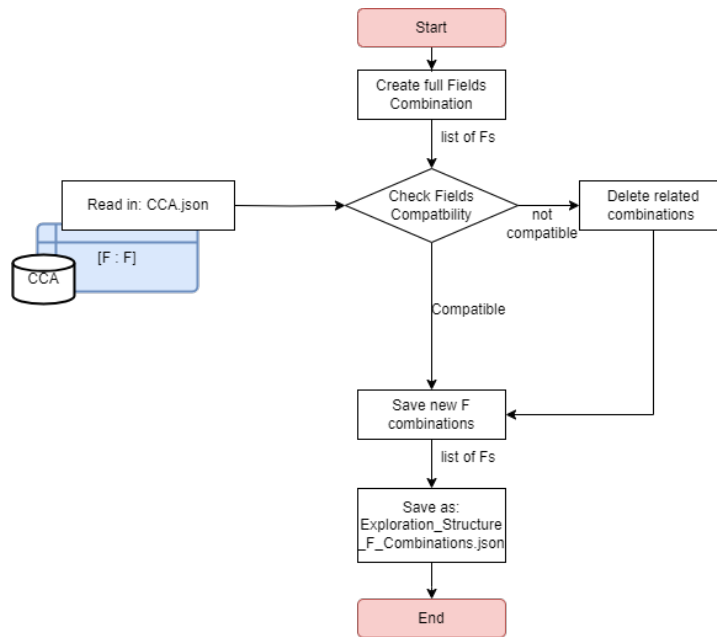 Start
Create full Fields
Combination
list of Fs
Read in: CCA.json
Check Fields
Compatbility
not
compatible
Delete related
combinations
[F : F]
CCA
Compatible
Save new F
combinations
list of Fs
Save as:
Exploration_Structure
_F_Combinations.json
End